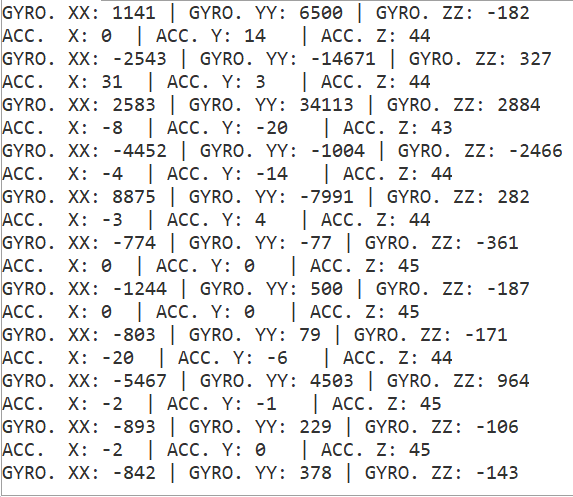 GYRO. XX: 1141 | GYRO. YY: 6500 | GYRO. ZZ: -182
ACC.  X: 0  | ACC. Y: 14   | ACC. Z: 44
GYRO. XX: -2543 | GYRO. YY: -14671 | GYRO. ZZ: 327
ACC.  X: 31  | ACC. Y: 3   | ACC. Z: 44
GYRO. XX: 2583 | GYRO. YY: 34113 | GYRO. ZZ: 2884
ACC.  X: -8  | ACC. Y: -20   | ACC. Z: 43
GYRO. XX: -4452 | GYRO. YY: -1004 | GYRO. ZZ: -2466
ACC.  X: -4  | ACC. Y: -14   | ACC. Z: 44
GYRO. XX: 8875 | GYRO. YY: -7991 | GYRO. ZZ: 282
ACC.  X: -3  | ACC. Y: 4   | ACC. Z: 44
GYRO. XX: -774 | GYRO. YY: -77 | GYRO. ZZ: -361
ACC.  X: 0  | ACC. Y: 0   | ACC. Z: 45
GYRO. XX: -1244 | GYRO. YY: 500 | GYRO. ZZ: -187
ACC.  X: 0  | ACC. Y: 0   | ACC. Z: 45
GYRO. XX: -803 | GYRO. YY: 79 | GYRO. ZZ: -171
ACC.  X: -20  | ACC. Y: -6   | ACC. Z: 44
GYRO. XX: -5467 | GYRO. YY: 4503 | GYRO. ZZ: 964
ACC.  X: -2  | ACC. Y: -1   | ACC. Z: 45
GYRO. XX: -893 | GYRO. YY: 229 | GYRO. ZZ: -106
ACC.  X: -2  | ACC. Y: 0   | ACC. Z: 45
GYRO. XX: -842 | GYRO. YY: 378 | GYRO. ZZ: -143